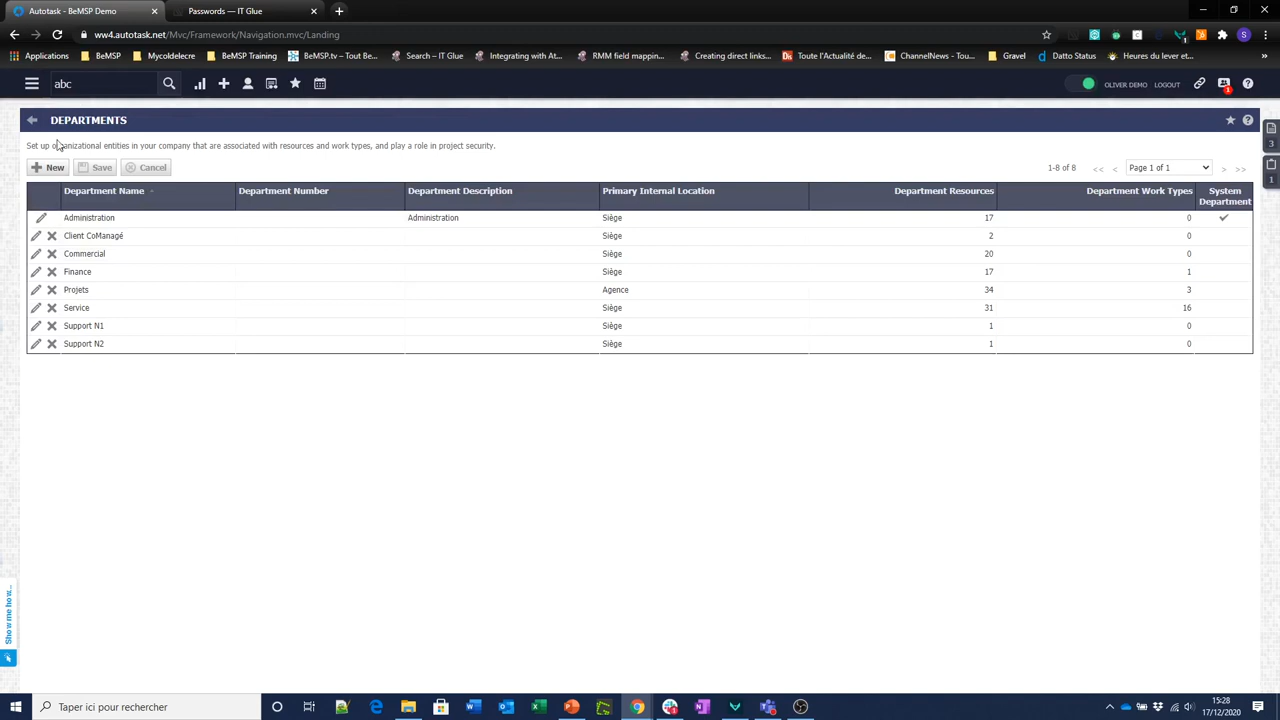 Autotask - BeMSP Demo
Passwords — IT Glue
ww4.autotask.net/Mvc/Framework/Navigation.mvc/Landing
Applications BeMSP Mycoldelecre BeMSP Training BeMSP.tv – Tout Be... Search – IT Glue Integrating with At... RMM field mapping... Creating direct links... Toute l'Actualité de... ChannelNews – Tou... Gravel Datto Status Heures du lever et d...
abc
OLIVER DEMO LOGOUT
1
DEPARTMENTS
3
Set up organizational entities in your company that are associated with resources and work types, and play a role in project security.
New Save Cancel 1-8 of 8 << < Page 1 of 1 > >>
1
Department Name Department Number Department Description Primary Internal Location Department Resources Department Work Types System Department
Administration Administration Siège 17 0
Client CoManagé Siège 2 0
Commercial Siège 20 0
Finance Siège 17 1
Projets Agence 34 3
Service Siège 31 16
Support N1 Siège 1 0
Support N2 Siège 1 0
Show me how...
Taper ici pour rechercher
15:28
17/12/2020